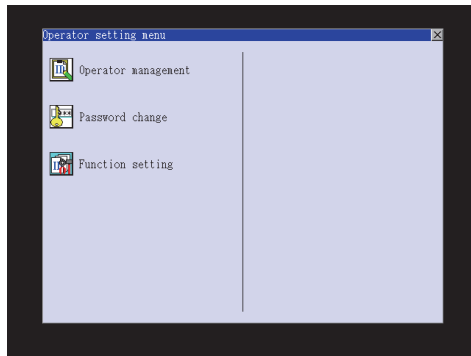 Operator setting menu
Operator management
Password change
Function setting